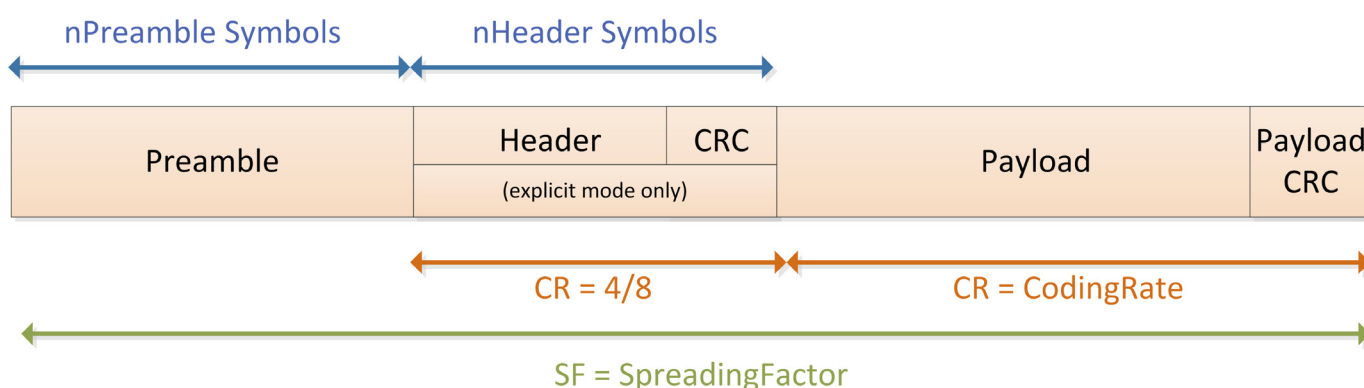 nPreamble Symbols
nHeader Symbols
Preamble
Header
CRC
(explicit mode only)
Payload
Payload
CRC
CR = 4/8
CR = CodingRate
SF = SpreadingFactor